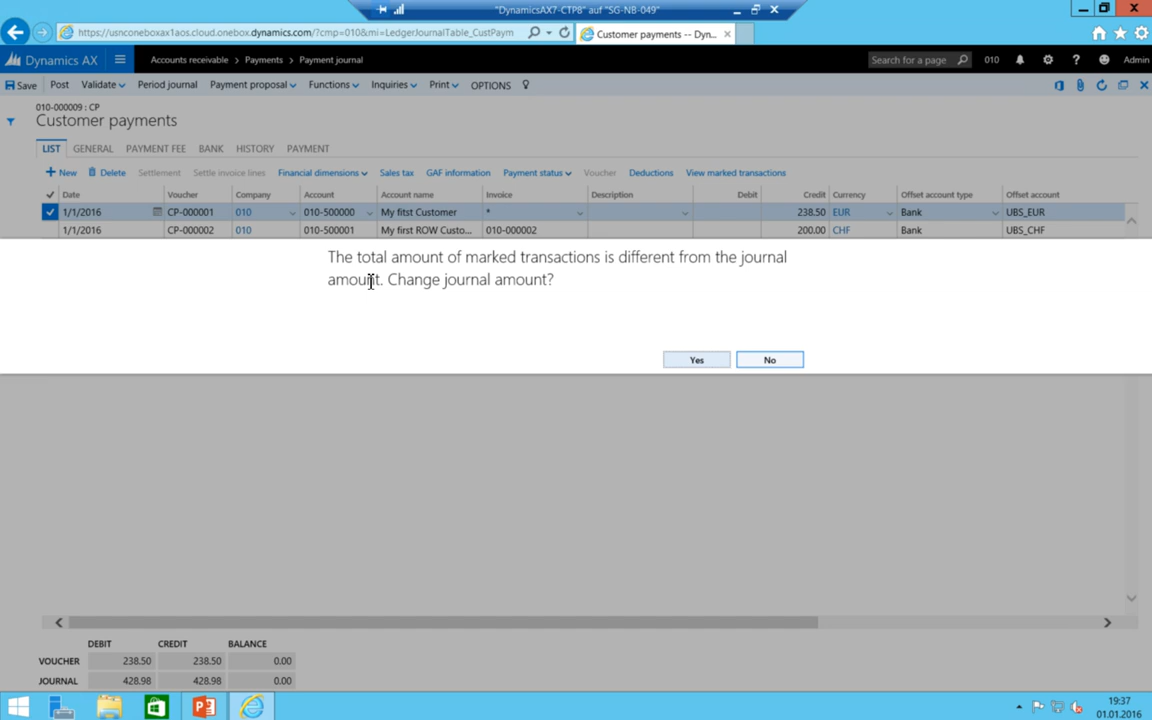 "DynamicsAX7-CTP8" auf "SG-NB-049"
https://usnconeboxax1aos.cloud.onebox.dynamics.com/?cmp=010&mi=LedgerJournalTable_CustPaym
Customer payments -- Dyn...
Dynamics AX Accounts receivable > Payments > Payment journal Search for a page 010 ? Admin
Save Post Validate Period journal Payment proposal Functions Inquiries Print OPTIONS
010-000009 : CP
Customer payments
LIST GENERAL PAYMENT FEE BANK HISTORY PAYMENT
+ New Delete Settlement Settle invoice lines Financial dimensions Sales tax GAF information Payment status Voucher Deductions View marked transactions
Date Voucher Company Account Account name Invoice Description Debit Credit Currency Offset account type Offset account
1/1/2016 CP-000001 010 010-500000 My fitst Customer * 238.50 EUR Bank UBS_EUR
1/1/2016 CP-000002 010 010-500001 My first ROW Custo... 010-000002 200.00 CHF Bank UBS_CHF
The total amount of marked transactions is different from the journal
amount. Change journal amount?
Yes No
DEBIT CREDIT BALANCE
VOUCHER 238.50 238.50 0.00
JOURNAL 428.98 428.98 0.00
19:37
01.01.2016